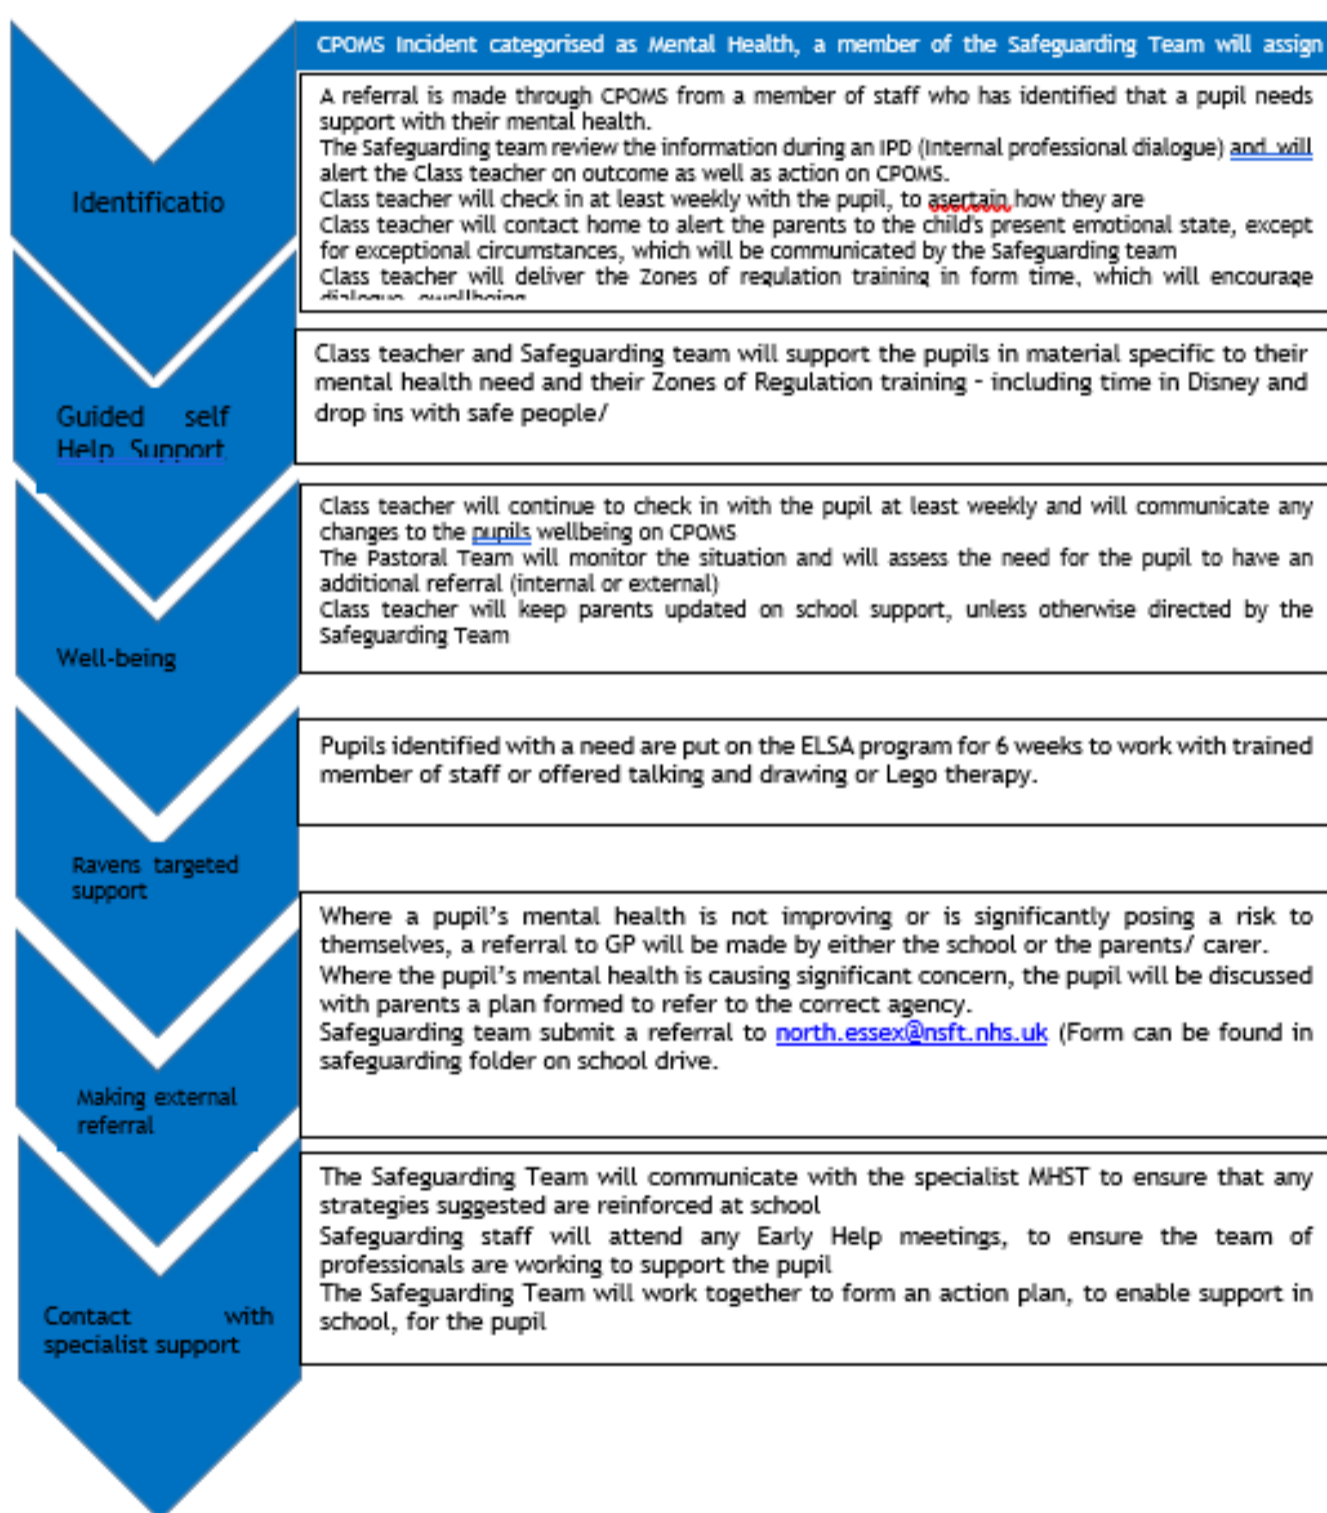 CPOMS Incident categorised as Mental Health, a member of the Safeguarding Team will assign
A referral is made through CPOMS from a member of staff who has identified that a pupil needs
support with their mental health.
The Safeguarding team review the information during an IPD (Internal professional dialogue) and will
alert the Class teacher on outcome as well as action on CPOMS.
Class teacher will check in at least weekly with the pupil, to asertain how they are
Class teacher will contact home to alert the parents to the child's present emotional state, except
for exceptional circumstances, which will be communicated by the Safeguarding team
Class teacher will deliver the Zones of regulation training in form time, which will encourage
Identificatio
Class teacher and Safeguarding team will support the pupils in material specific to their
mental health need and their Zones of Regulation training - including time in Disney and
drop ins with safe people/
Guided self
Help Support
Class teacher will continue to check in with the pupil at least weekly and will communicate any
changes to the pupils wellbeing on CPOMS
The Pastoral Team will monitor the situation and will assess the need for the pupil to have an
additional referral (internal or external)
Class teacher will keep parents updated on school support, unless otherwise directed by the
Safeguarding Team
Well-being
Pupils identified with a need are put on the ELSA program for 6 weeks to work with trained
member of staff or offered talking and drawing or Lego therapy.
Ravens targeted
support
Where a pupil's mental health is not improving or is significantly posing a risk to
themselves, a referral to GP will be made by either the school or the parents/ carer.
Where the pupil's mental health is causing significant concern, the pupil will be discussed
with parents a plan formed to refer to the correct agency.
Safeguarding team submit a referral to north.essex@nsft.nhs.uk (Form can be found in
safeguarding folder on school drive.
Making external
referral
The Safeguarding Team will communicate with the specialist MHST to ensure that any
strategies suggested are reinforced at school
Safeguarding staff will attend any Early Help meetings, to ensure the team of
professionals are working to support the pupil
The Safeguarding Team will work together to form an action plan, to enable support in
school, for the pupil
Contact with
specialist support